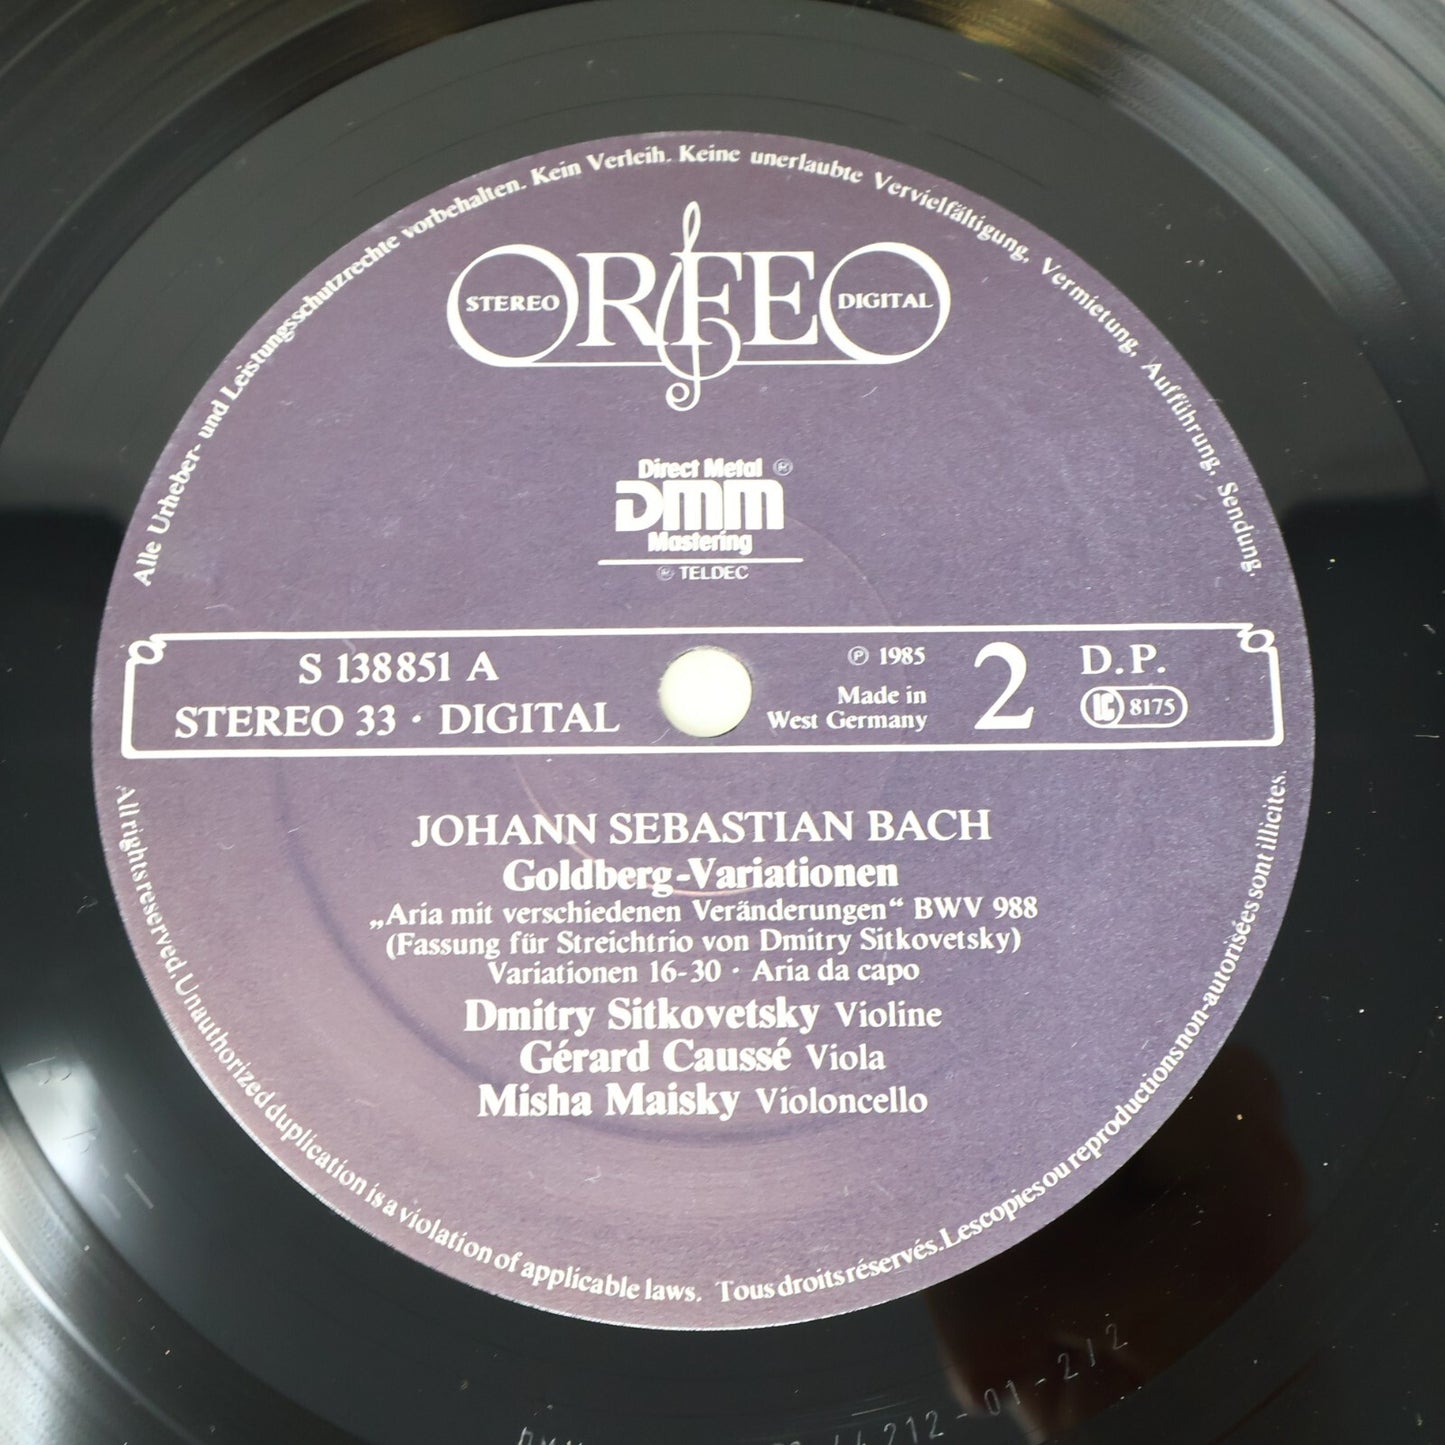 Alle Urheber- und Leistungsschutzrechte vorbehalten. Kein Verleih. Keine unerlaubte Vervielfältigung, Vermietung, Aufführung, Sendung.
ORFEO
STEREO
DIGITAL
Direct Metal ®
DMM
Mastering
® TELDEC
S 138851 A
STEREO 33 · DIGITAL
℗ 1985
Made in
West Germany
2
D.P.
LC 8175
JOHANN SEBASTIAN BACH
Goldberg-Variationen
„Aria mit verschiedenen Veränderungen“ BWV 988
(Fassung für Streichtrio von Dmitry Sitkovetsky)
Variationen 16-30 · Aria da capo
Dmitry Sitkovetsky Violine
Gérard Caussé Viola
Misha Maisky Violoncello
All rights reserved. Unauthorized duplication is a violation of applicable laws. Tous droits réservés. Les copies ou reproductions non-autorisées sont illicites.